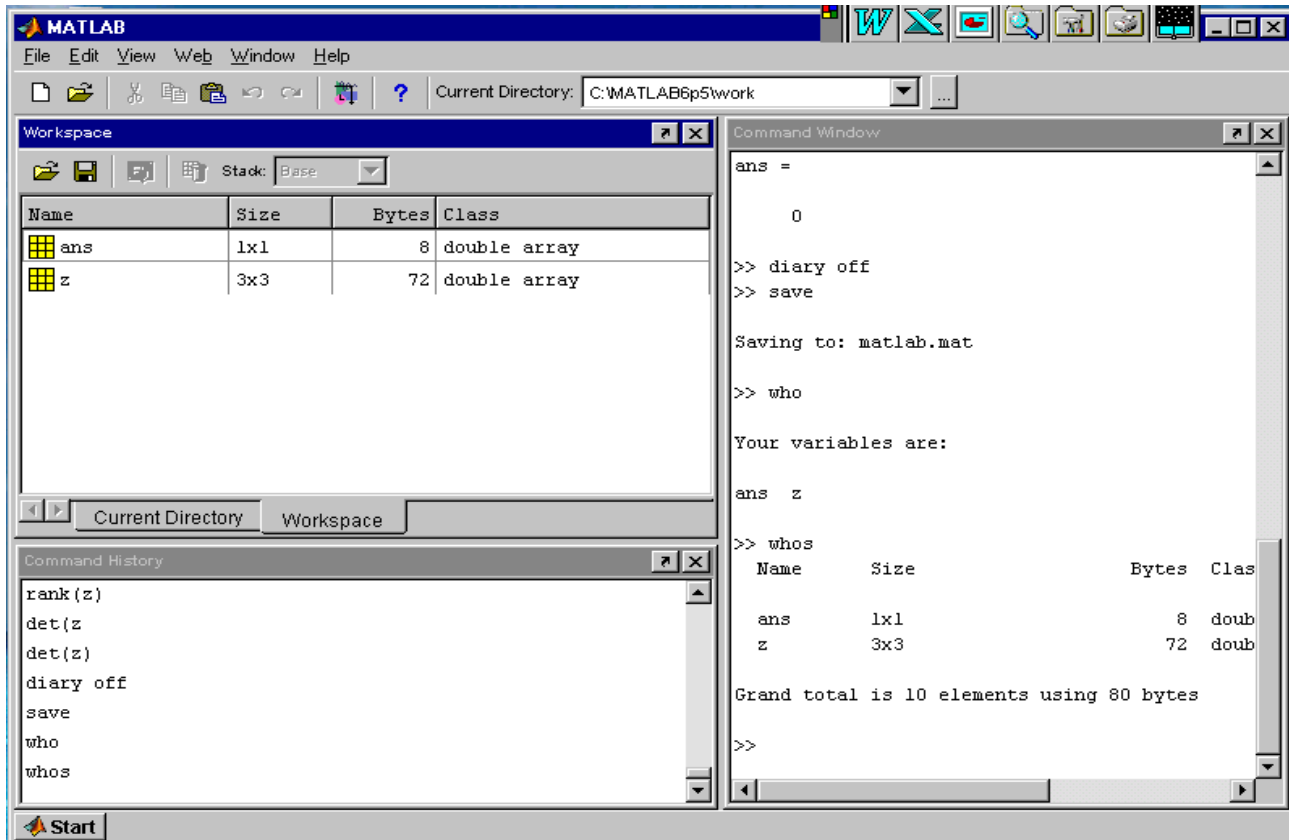 MATLAB
File Edit View Web Window Help
Current Directory: C:\MATLAB6p5\work
...
Workspace
Stack: Base
Name Size Bytes Class
ans 1x1 8 double array
z 3x3 72 double array
Current Directory Workspace
Command History
rank(z)
det(z
det(z)
diary off
save
who
whos
Command Window
ans =
0
>> diary off
>> save
Saving to: matlab.mat
>> who
Your variables are:
ans z
>> whos
Name Size Bytes Clas
ans 1x1 8 doub
z 3x3 72 doub
Grand total is 10 elements using 80 bytes
>>
Start